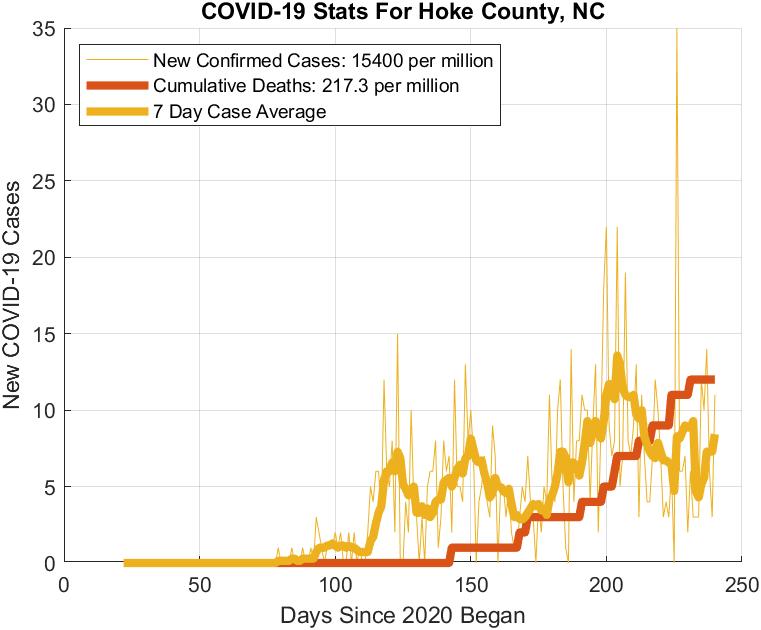 COVID-19 Stats For Hoke County, NC
New Confirmed Cases: 15400 per million
Cumulative Deaths: 217.3 per million
7 Day Case Average
New COVID-19 Cases
35
30
25
20
15
10
5
0
0 50 100 150 200 250
Days Since 2020 Began